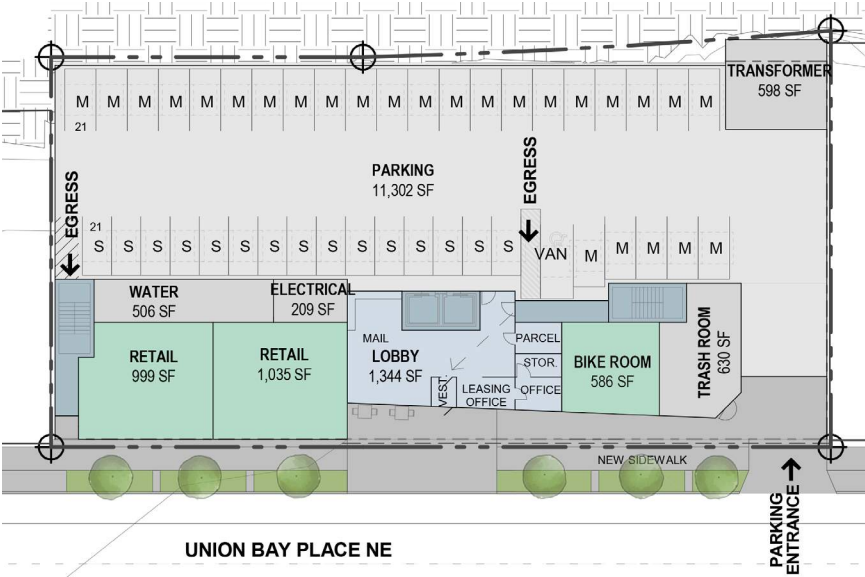 TRANSFORMER
598 SF
M M M M M M M M M M M M M M M M M M M M M
21
PARKING
11,302 SF
EGRESS
EGRESS
21
S S S S S S S S S S S S S S S VAN M M M M M
WATER
506 SF
ELECTRICAL
209 SF
MAIL
LOBBY
1,344 SF
RETAIL
999 SF
RETAIL
1,035 SF
VEST.
LEASING
OFFICE
PARCEL
STOR.
OFFICE
BIKE ROOM
586 SF
TRASH ROOM
630 SF
NEW SIDEWALK
PARKING
ENTRANCE
UNION BAY PLACE NE